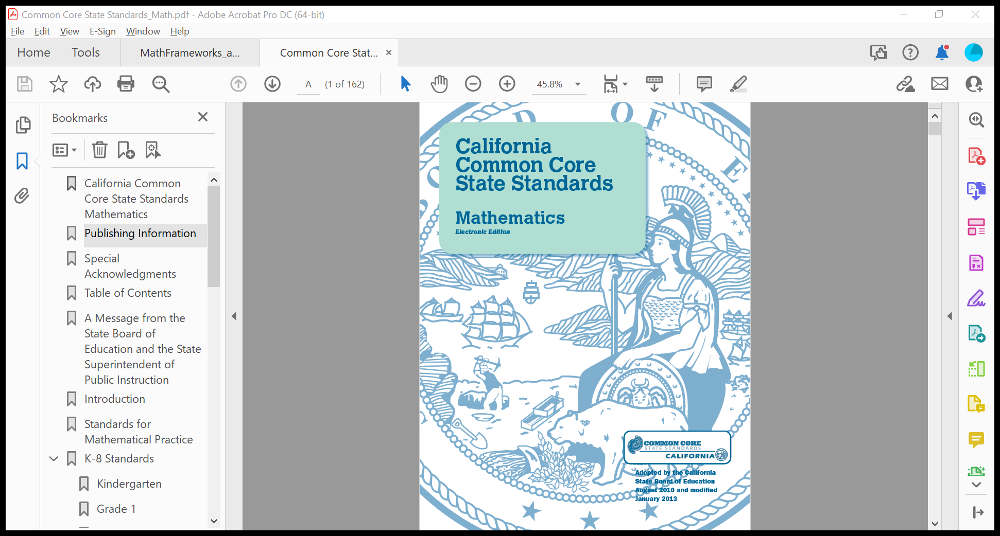 Common Core State Standards_Math.pdf - Adobe Acrobat Pro DC (64-bit)
File Edit View E-Sign Window Help
Home Tools MathFrameworks_a... Common Core Stat... ×
A (1 of 162) 45.8%
Bookmarks
California Common
Core State Standards
Mathematics
Publishing Information
Special
Acknowledgments
Table of Contents
A Message from the
State Board of
Education and the State
Superintendent of
Public Instruction
Introduction
Standards for
Mathematical Practice
K-8 Standards
Kindergarten
Grade 1
D OF E
California
Common Core
State Standards
Mathematics
Electronic Edition
COMMON CORE
STATE STANDARDS
CALIFORNIA
Adopted by the California
State Board of Education
August 2010 and modified
January 2013